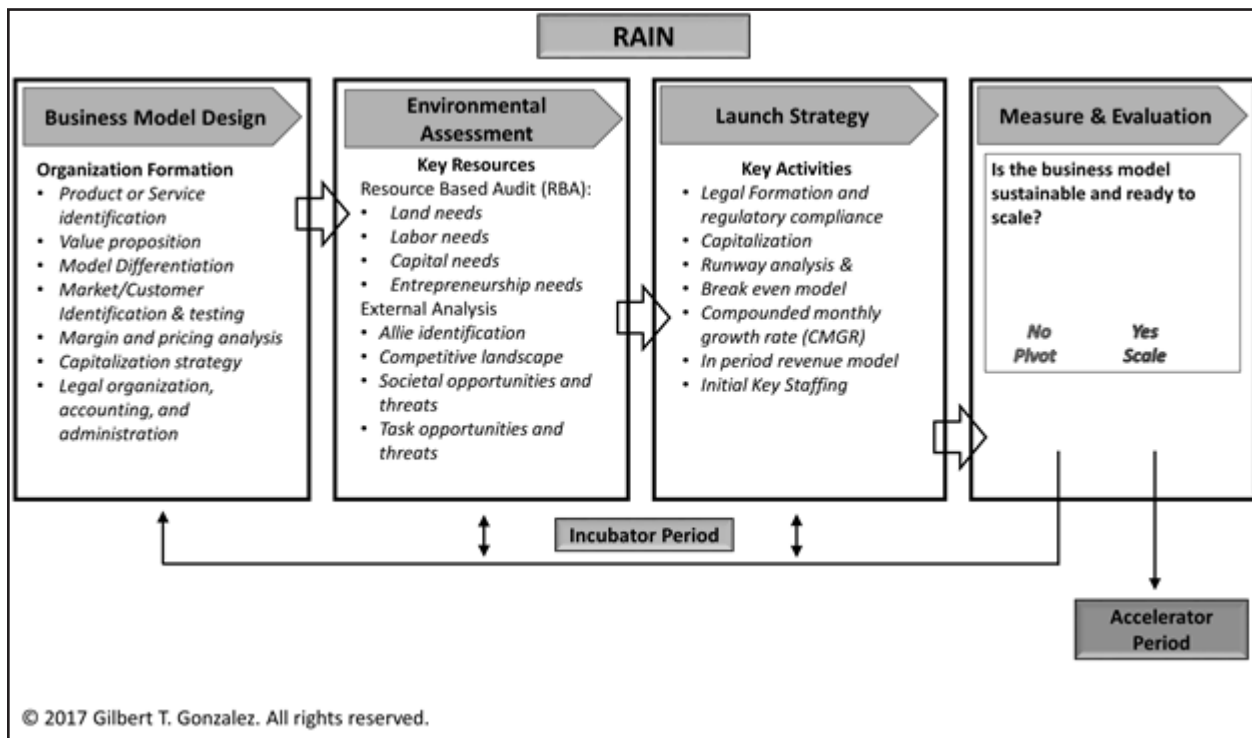 RAIN
Business Model Design
Organization Formation
• Product or Service
identification
• Value proposition
• Model Differentiation
• Market/Customer
Identification & testing
• Margin and pricing analysis
• Capitalization strategy
• Legal organization,
accounting, and
administration
Environmental
Assessment
Key Resources
Resource Based Audit (RBA):
• Land needs
• Labor needs
• Capital needs
• Entrepreneurship needs
External Analysis
• Allie identification
• Competitive landscape
• Societal opportunities and
threats
• Task opportunities and
threats
Launch Strategy
Key Activities
• Legal Formation and
regulatory compliance
• Capitalization
• Runway analysis &
• Break even model
• Compounded monthly
growth rate (CMGR)
• In period revenue model
• Initial Key Staffing
Measure & Evaluation
Is the business model
sustainable and ready to
scale?
No Yes
Pivot Scale
Incubator Period
Accelerator
Period
© 2017 Gilbert T. Gonzalez. All rights reserved.